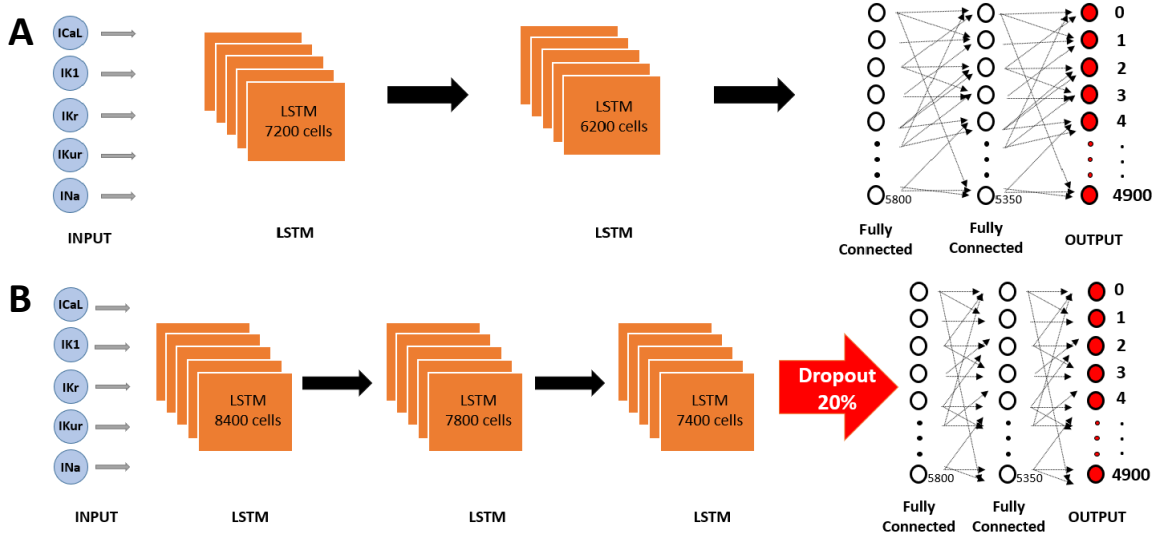 A
ICaL
IK1
IKr
IKur
INa
INPUT
LSTM
7200 cells
LSTM
LSTM
6200 cells
LSTM
5800
Fully
Connected
5350
Fully
Connected
0
1
2
3
4
4900
OUTPUT
B
ICaL
IK1
IKr
IKur
INa
INPUT
LSTM
8400 cells
LSTM
LSTM
7800 cells
LSTM
LSTM
7400 cells
LSTM
Dropout
20%
5800
Fully
Connected
5350
Fully
Connected
0
1
2
3
4
4900
OUTPUT